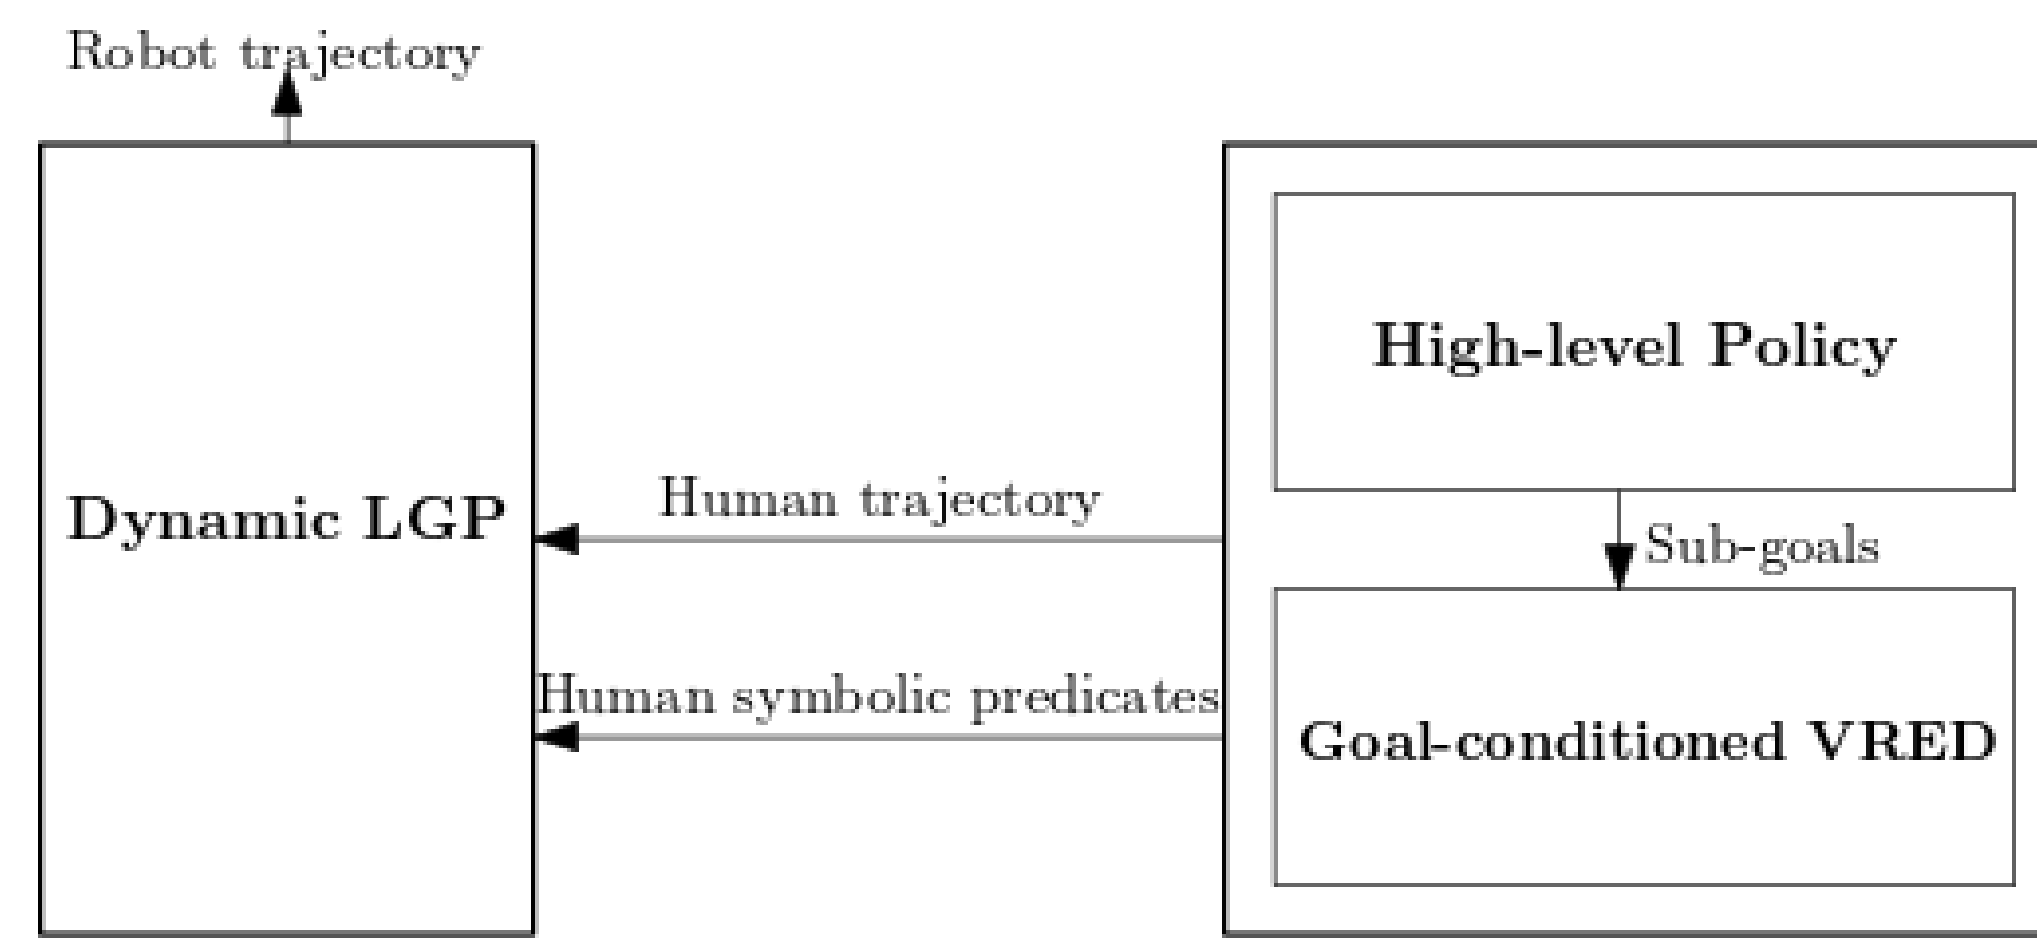 Robot trajectory
High-level Policy
Dynamic LGP
Human trajectory
Sub-goals
Human symbolic predicates
Goal-conditioned VRED